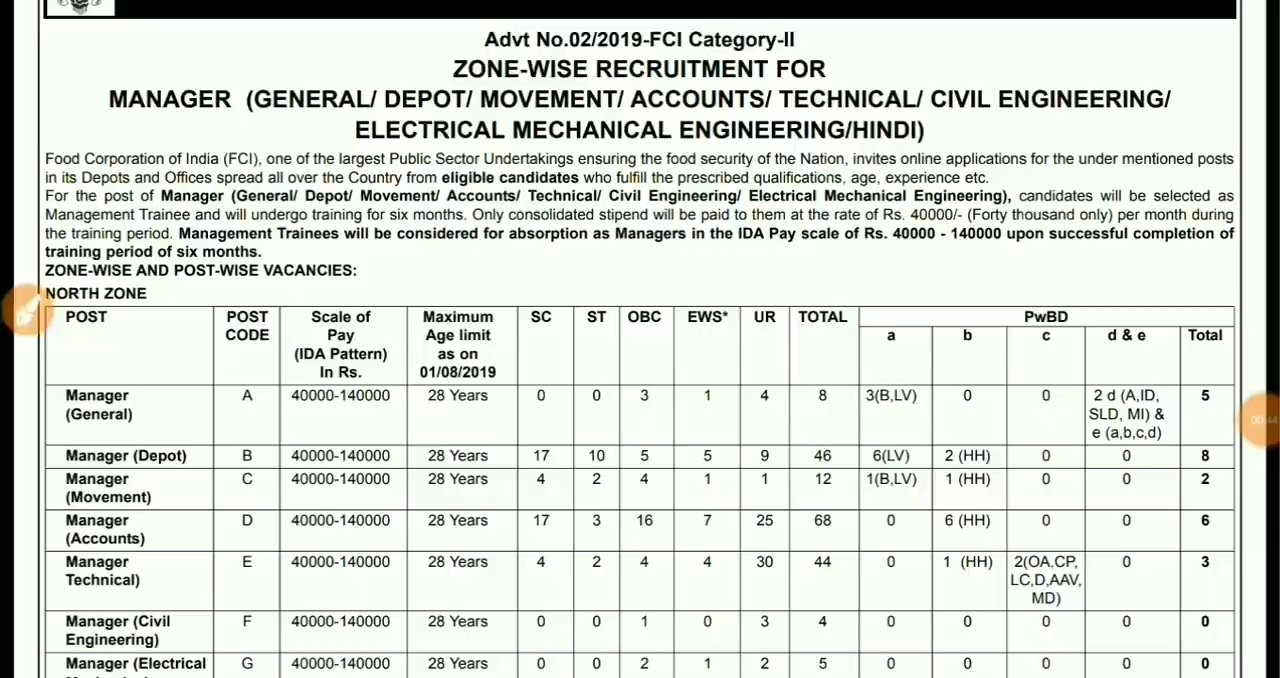 Advt No.02/2019-FCI Category-II
ZONE-WISE RECRUITMENT FOR
MANAGER (GENERAL/ DEPOT/ MOVEMENT/ ACCOUNTS/ TECHNICAL/ CIVIL ENGINEERING/
ELECTRICAL MECHANICAL ENGINEERING/HINDI)
Food Corporation of India (FCI), one of the largest Public Sector Undertakings ensuring the food security of the Nation, invites online applications for the under mentioned posts
in its Depots and Offices spread all over the Country from eligible candidates who fulfill the prescribed qualifications, age, experience etc.
For the post of Manager (General/ Depot/ Movement/ Accounts/ Technical/ Civil Engineering/ Electrical Mechanical Engineering), candidates will be selected as
Management Trainee and will undergo training for six months. Only consolidated stipend will be paid to them at the rate of Rs. 40000/- (Forty thousand only) per month during
the training period. Management Trainees will be considered for absorption as Managers in the IDA Pay scale of Rs. 40000 - 140000 upon successful completion of
training period of six months.
ZONE-WISE AND POST-WISE VACANCIES:
NORTH ZONE
POST POST Scale of Maximum SC ST OBC EWS* UR TOTAL PwBD
CODE Pay Age limit a b c d & e Total
(IDA Pattern) as on
In Rs. 01/08/2019
Manager A 40000-140000 28 Years 0 0 3 1 4 8 3(B,LV) 0 0 2 d (A,ID, 5
(General) SLD, MI) &
e (a,b,c,d)
Manager (Depot) B 40000-140000 28 Years 17 10 5 5 9 46 6(LV) 2 (HH) 0 0 8
Manager C 40000-140000 28 Years 4 2 4 1 1 12 1(B,LV) 1 (HH) 0 0 2
(Movement)
Manager D 40000-140000 28 Years 17 3 16 7 25 68 0 6 (HH) 0 0 6
(Accounts)
Manager E 40000-140000 28 Years 4 2 4 4 30 44 0 1 (HH) 2(OA,CP, 0 3
Technical) LC,D,AAV,
MD)
Manager (Civil F 40000-140000 28 Years 0 0 1 0 3 4 0 0 0 0 0
Engineering)
Manager (Electrical G 40000-140000 28 Years 0 0 2 1 2 5 0 0 0 0 0